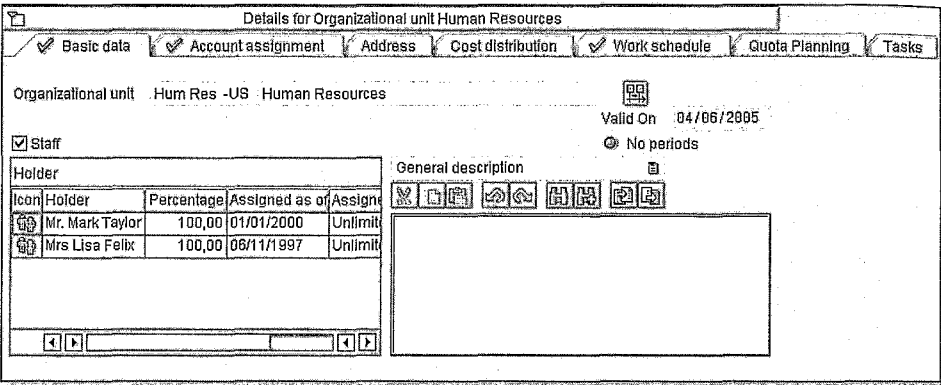 Details for Organizational unit Human Resources
Basic data Account assignment Address Cost distribution Work schedule Quota Planning Tasks
Organizational unit Hum Res -US Human Resources
Valid On 04/06/2005
Staff No periods
Holder General description
Icon Holder Percentage Assigned as of Assigne
Mr. Mark Taylor 100,00 01/01/2000 Unlimite
Mrs Lisa Felix 100,00 06/11/1997 Unlimite